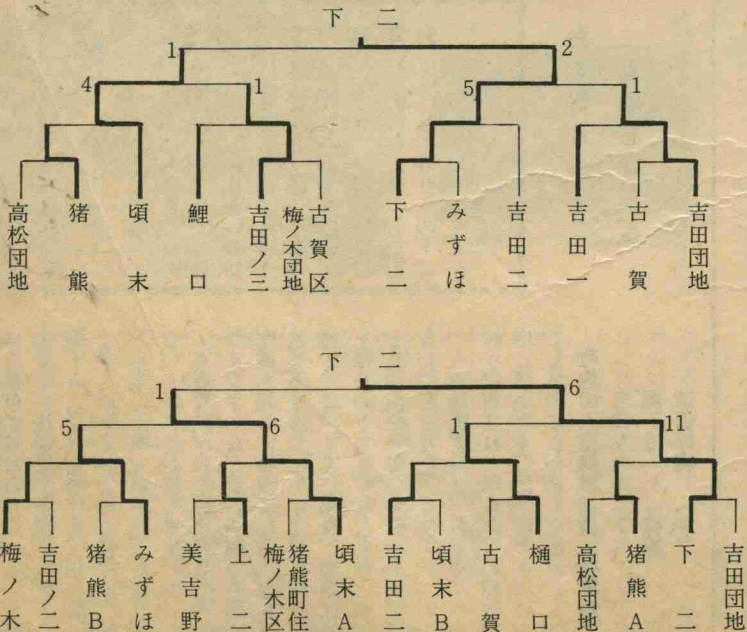 下二
1 2
4 1 5 1
高松団地
猪熊
頃末
鯉口
吉田ノ三
梅ノ木団地
古賀区
下二
みずほ
吉田二
吉田一
古賀
吉田団地
下二
1 6
5 6 1 11
梅ノ木
吉田ノ二
猪熊B
みずほ
美吉野
上二
梅ノ木区
猪熊町住
頃末A
吉田二
頃末B
古賀
樋口
高松団地
猪熊A
下二
吉田団地